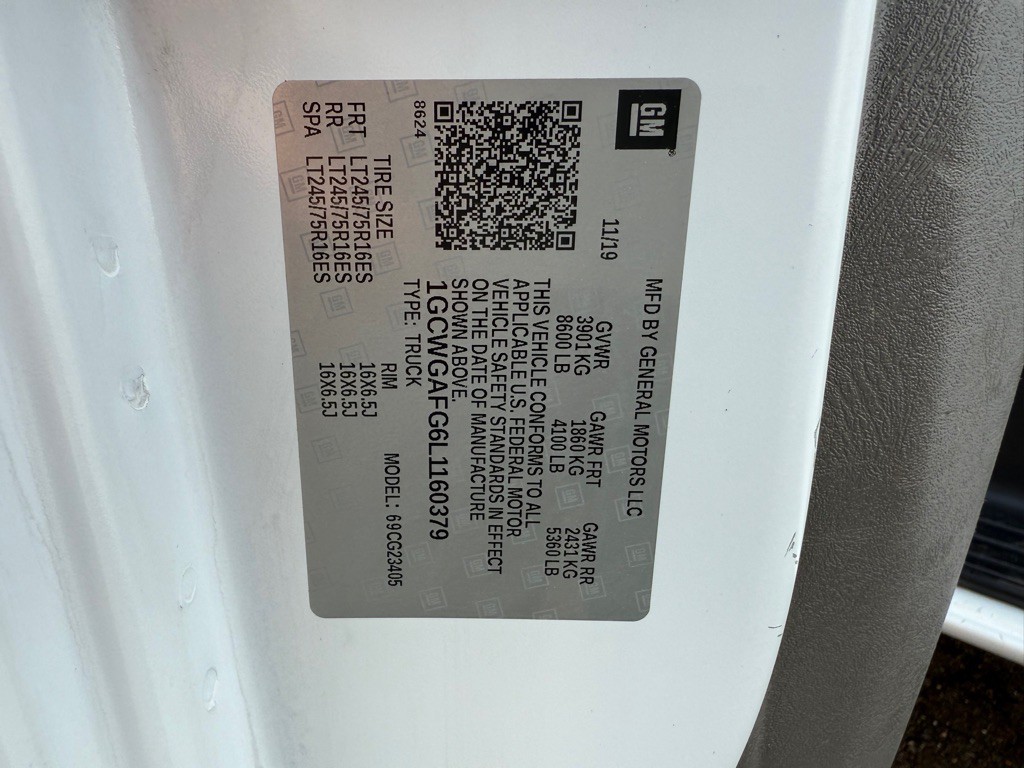 GM
MFD BY GENERAL MOTORS LLC
11/19
GVWR GAWR FRT GAWR RR
3901 KG 1860 KG 2431 KG
8600 LB 4100 LB 5360 LB
THIS VEHICLE CONFORMS TO ALL
APPLICABLE U.S. FEDERAL MOTOR
VEHICLE SAFETY STANDARDS IN EFFECT
ON THE DATE OF MANUFACTURE
SHOWN ABOVE.
1GCWGAFG6L1160379
8624
TYPE: TRUCK MODEL: 69CG23405
TIRE SIZE RIM
FRT LT245/75R16ES 16X6.5J
RR LT245/75R16ES 16X6.5J
SPA LT245/75R16ES 16X6.5J